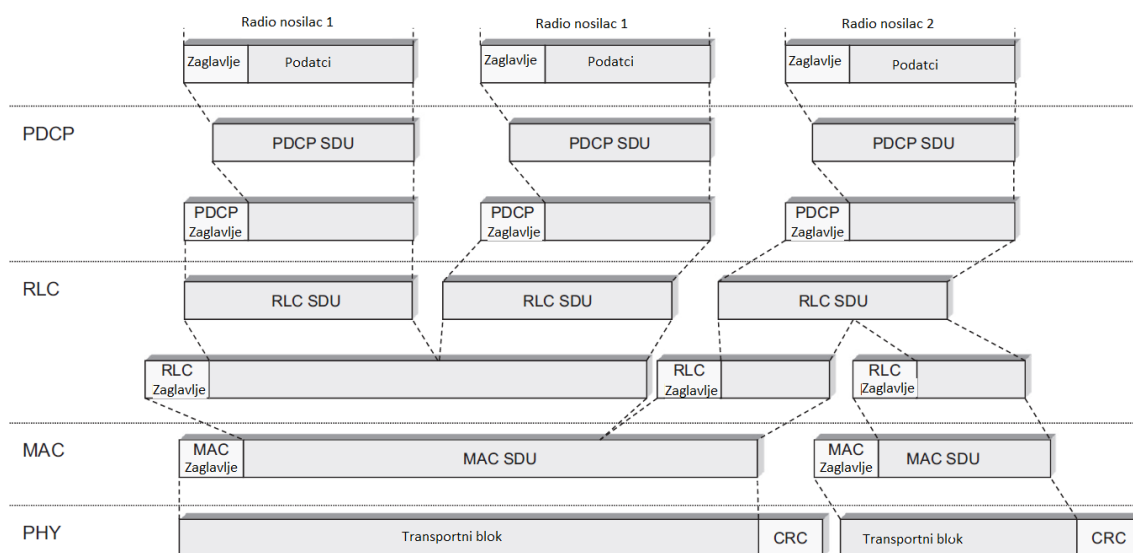 Radio nosilac 1
Radio nosilac 1
Radio nosilac 2
Zaglavlje
Podatci
Zaglavlje
Podatci
Zaglavlje
Podatci
PDCP
PDCP SDU
PDCP SDU
PDCP SDU
PDCP
Zaglavlje
PDCP
Zaglavlje
PDCP
Zaglavlje
RLC
RLC SDU
RLC SDU
RLC SDU
RLC
Zaglavlje
RLC
Zaglavlje
RLC
Zaglavlje
MAC
MAC
Zaglavlje
MAC SDU
MAC
Zaglavlje
MAC SDU
PHY
Transportni blok
CRC
Transportni blok
CRC